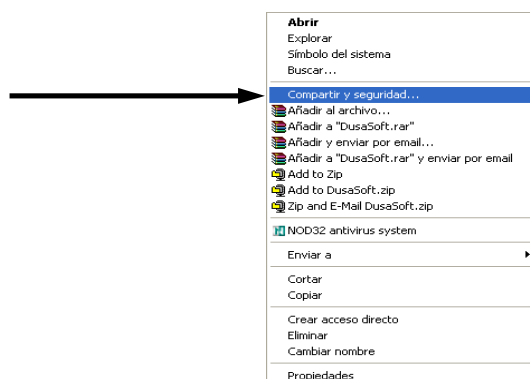 Abrir
Explorar
Símbolo del sistema
Buscar...
Compartir y seguridad...
Añadir al archivo...
Añadir a "DusaSoft.rar"
Añadir y enviar por email...
Añadir a "DusaSoft.rar" y enviar por email
Add to Zip
Add to DusaSoft.zip
Zip and E-Mail DusaSoft.zip
NOD32 antivirus system
Enviar a
Cortar
Copiar
Crear acceso directo
Eliminar
Cambiar nombre
Propiedades